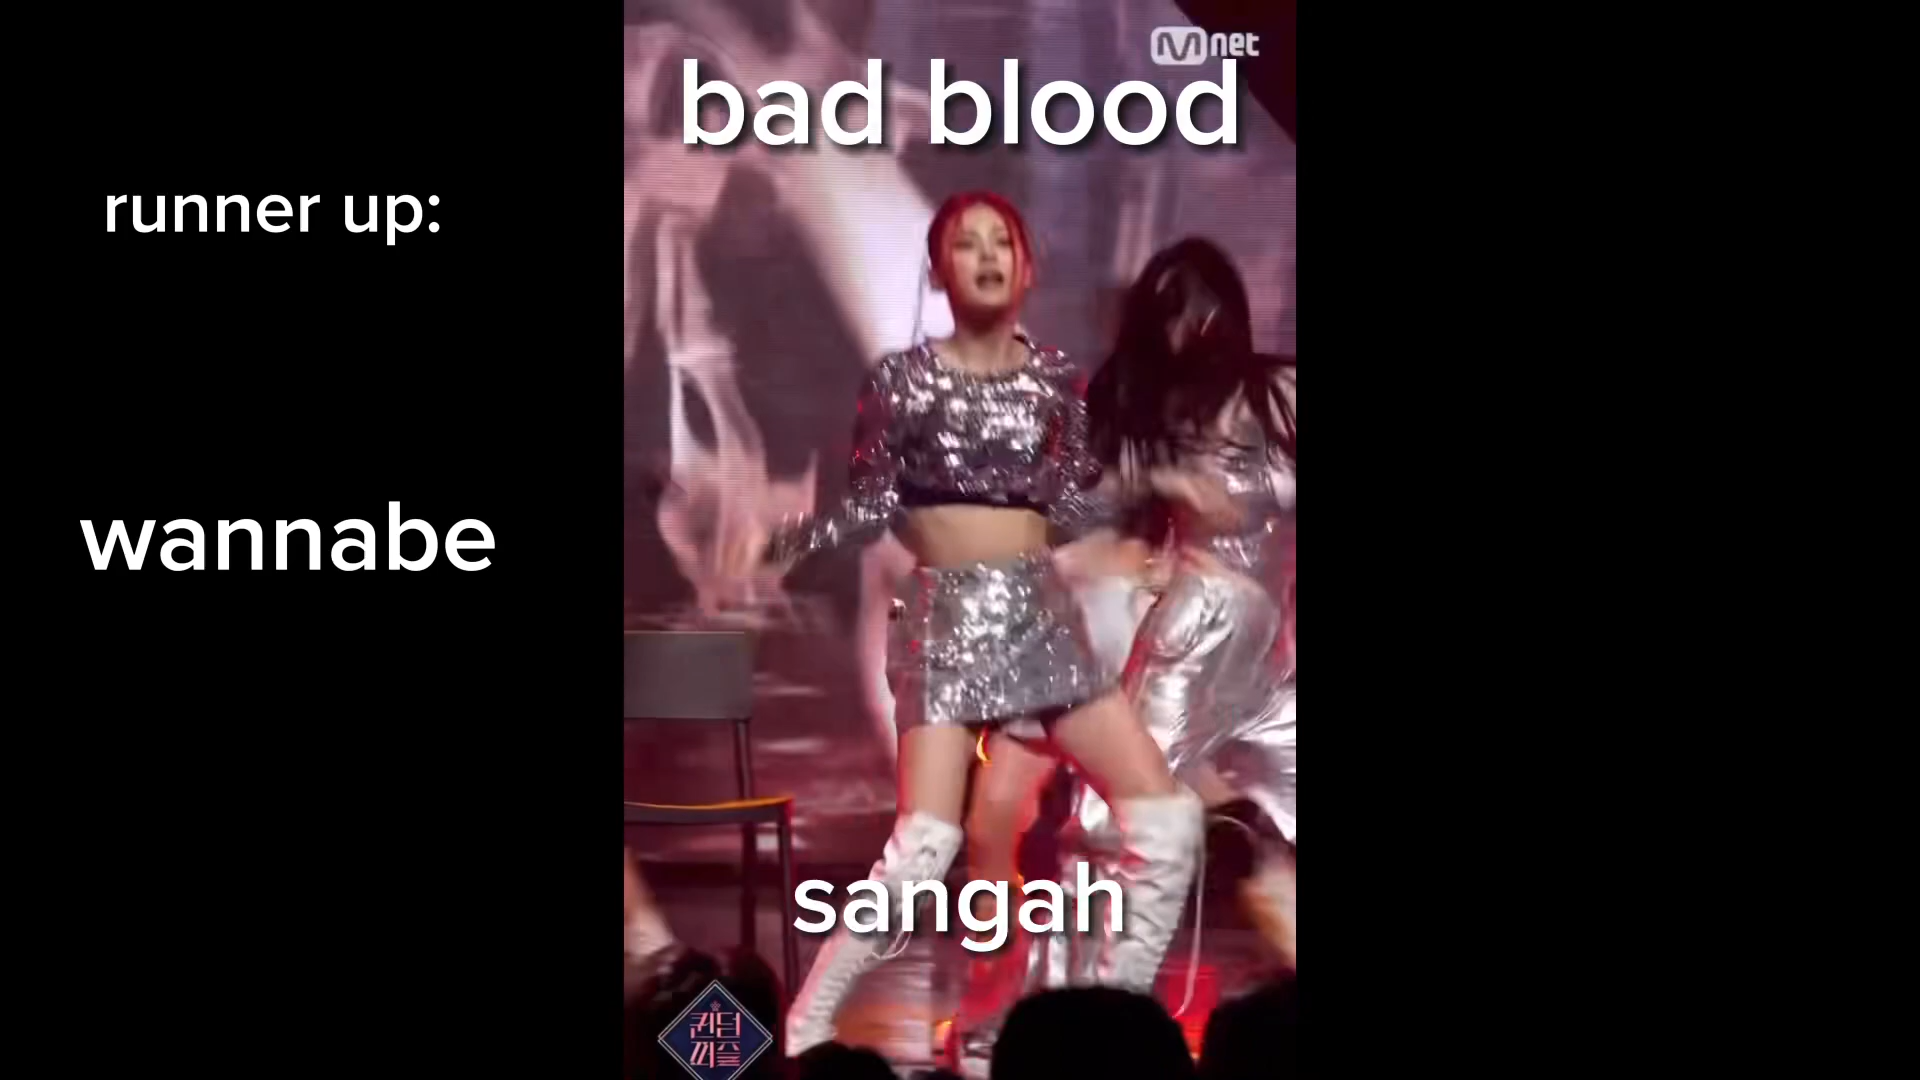 Mnet
bad blood
runner up:
wannabe
sangah
퀸덤
퍼즐